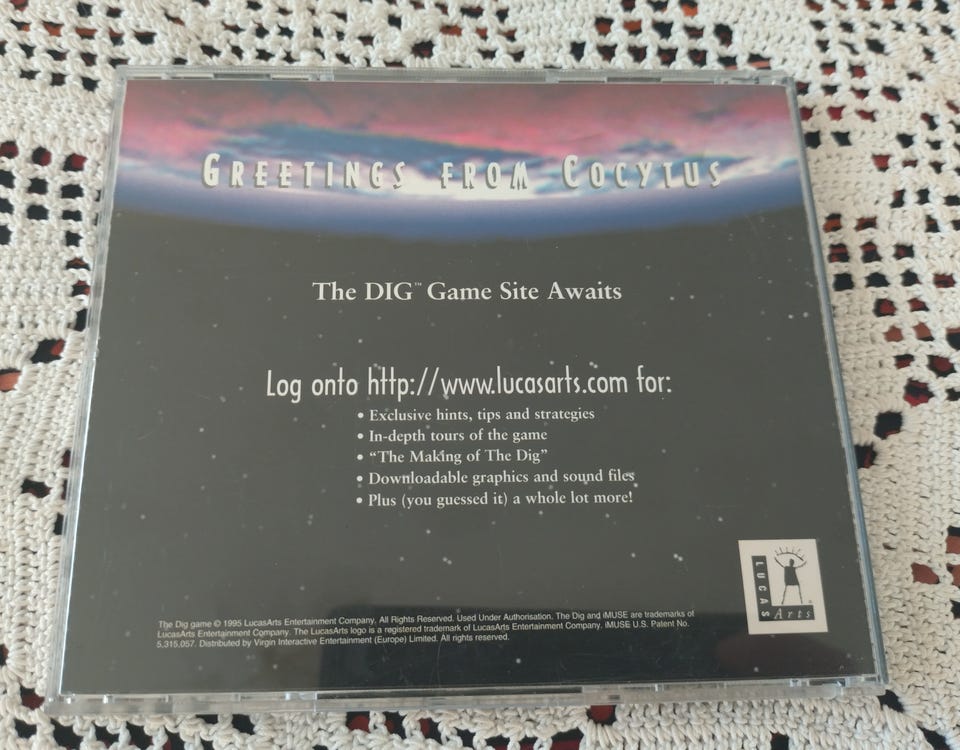 GREETINGS FROM COCYTUS
The DIG™ Game Site Awaits
Log onto http://www.lucasarts.com for:
• Exclusive hints, tips and strategies
• In-depth tours of the game
• “The Making of The Dig”
• Downloadable graphics and sound files
• Plus (you guessed it) a whole lot more!
LUCAS
Arts
The Dig game © 1995 LucasArts Entertainment Company. All Rights Reserved. Used Under Authorisation. The Dig and iMUSE are trademarks of
LucasArts Entertainment Company. The LucasArts logo is a registered trademark of LucasArts Entertainment Company. iMUSE U.S. Patent No.
5,315,057. Distributed by Virgin Interactive Entertainment (Europe) Limited. All rights reserved.